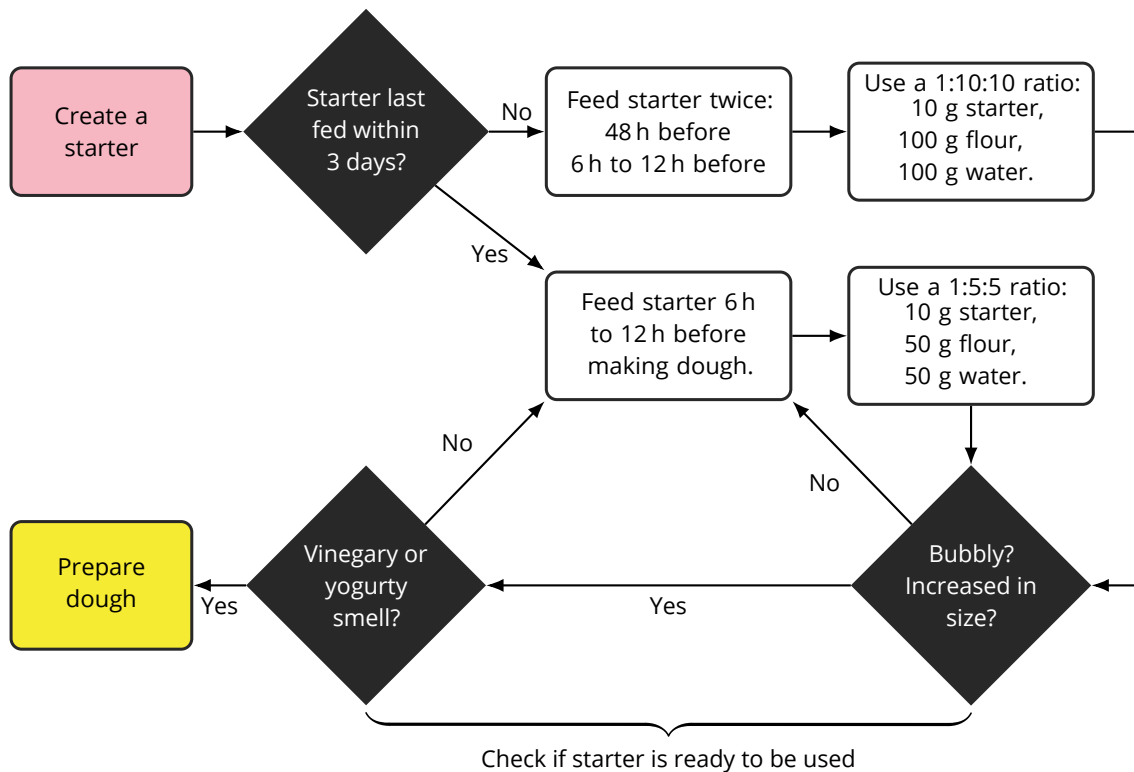 Create a
starter
Starter last
fed within
3 days?
No
Feed starter twice:
48 h before
6 h to 12 h before
Use a 1:10:10 ratio:
10 g starter,
100 g flour,
100 g water.
Yes
Feed starter 6 h
to 12 h before
making dough.
Use a 1:5:5 ratio:
10 g starter,
50 g flour,
50 g water.
No
No
Prepare
dough
Yes
Vinegary or
yogurty
smell?
Yes
Bubbly?
Increased in
size?
Check if starter is ready to be used